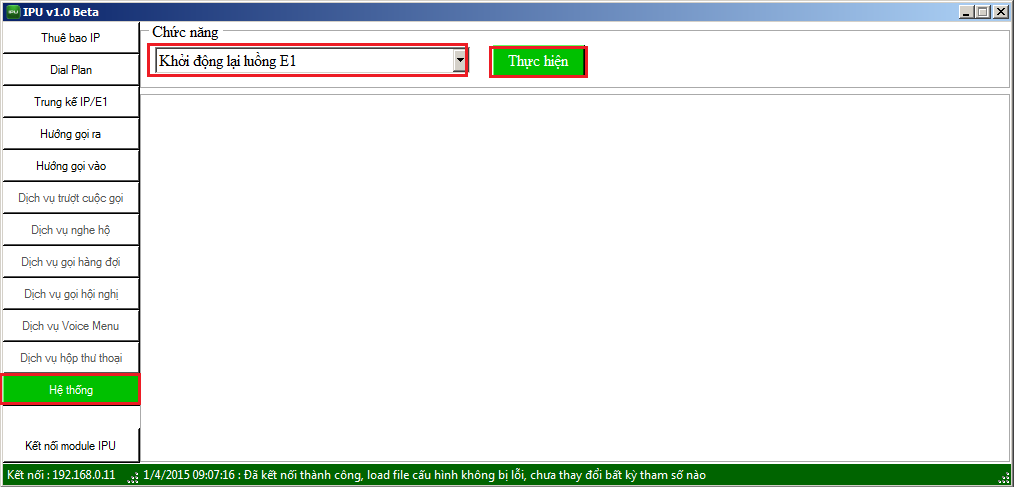 IPU
IPU v1.0 Beta
Thuê bao IP
Dial Plan
Trung kế IP/E1
Hướng gọi ra
Hướng gọi vào
Dịch vụ trượt cuộc gọi
Dịch vụ nghe hộ
Dịch vụ gọi hàng đợi
Dịch vụ gọi hội nghị
Dịch vụ Voice Menu
Dịch vụ hộp thư thoại
Hệ thống
Kết nối module IPU
Chức năng
Khởi động lại luồng E1
Thực hiện
Kết nối : 192.168.0.11
1/4/2015 09:07:16 : Đã kết nối thành công, load file cấu hình không bị lỗi, chưa thay đổi bất kỳ tham số nào